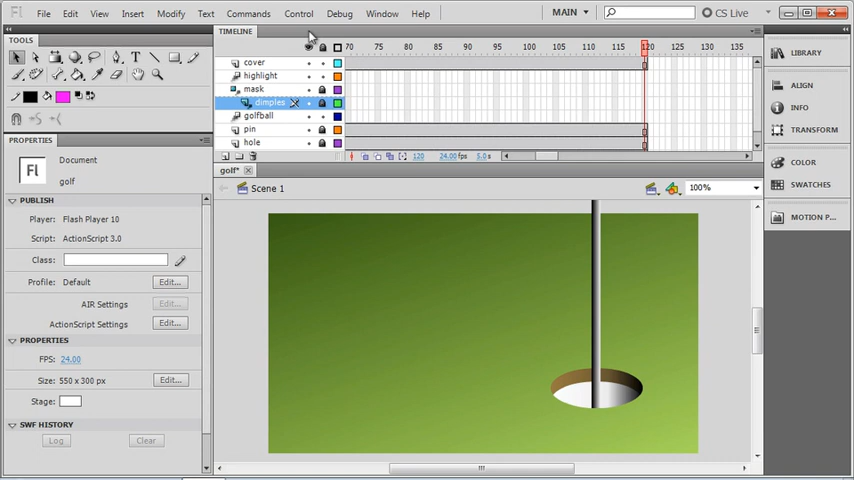 Fl File Edit View Insert Modify Text Commands Control Debug Window Help MAIN CS Live
TOOLS
TIMELINE
70 75 80 85 90 95 100 105 110 115 120 125 130 135
cover
highlight
mask
dimples
golfball
pin
hole
120 24.00 fps 5.0 s
golf*
Scene 1
100%
PROPERTIES
Fl
Document
golf
PUBLISH
Player: Flash Player 10
Script: ActionScript 3.0
Class:
Profile: Default Edit...
AIR Settings Edit...
ActionScript Settings Edit...
PROPERTIES
FPS: 24.00
Size: 550 x 300 px Edit...
Stage:
SWF HISTORY
Log Clear
LIBRARY
ALIGN
INFO
TRANSFORM
COLOR
SWATCHES
MOTION P...